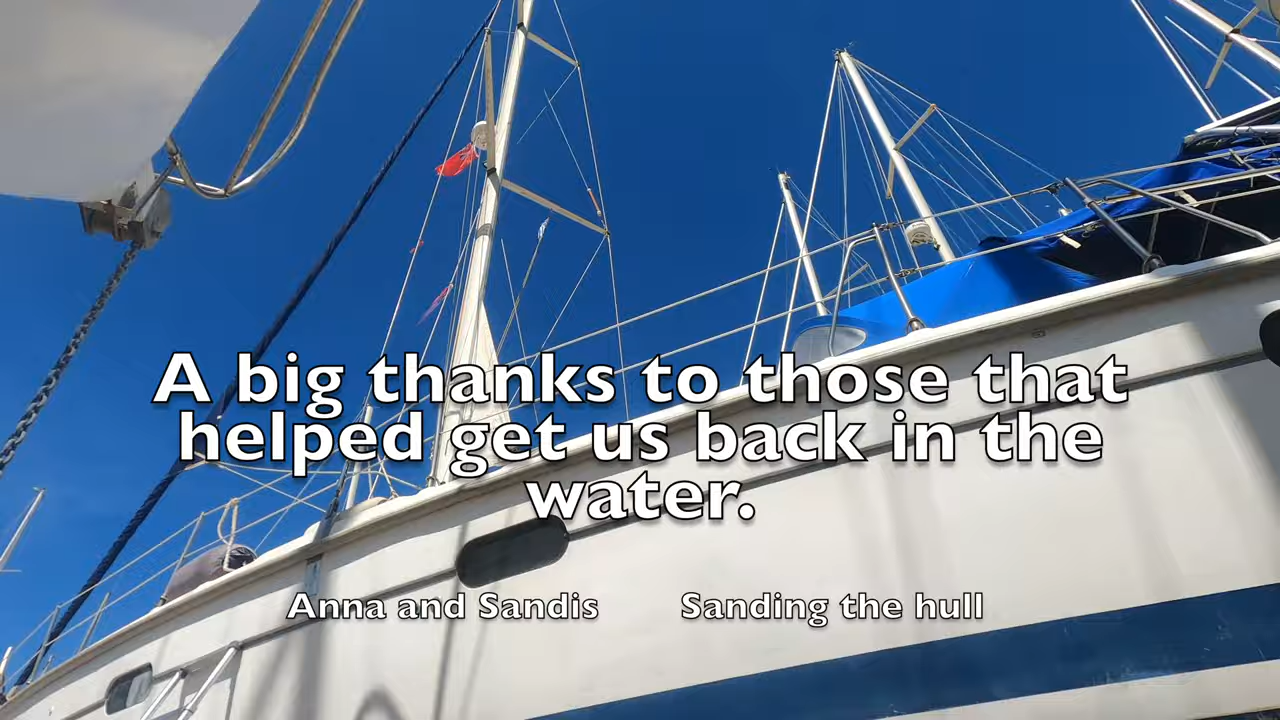 A big thanks to those that
helped get us back in the
water.
Anna and Sandis Sanding the hull